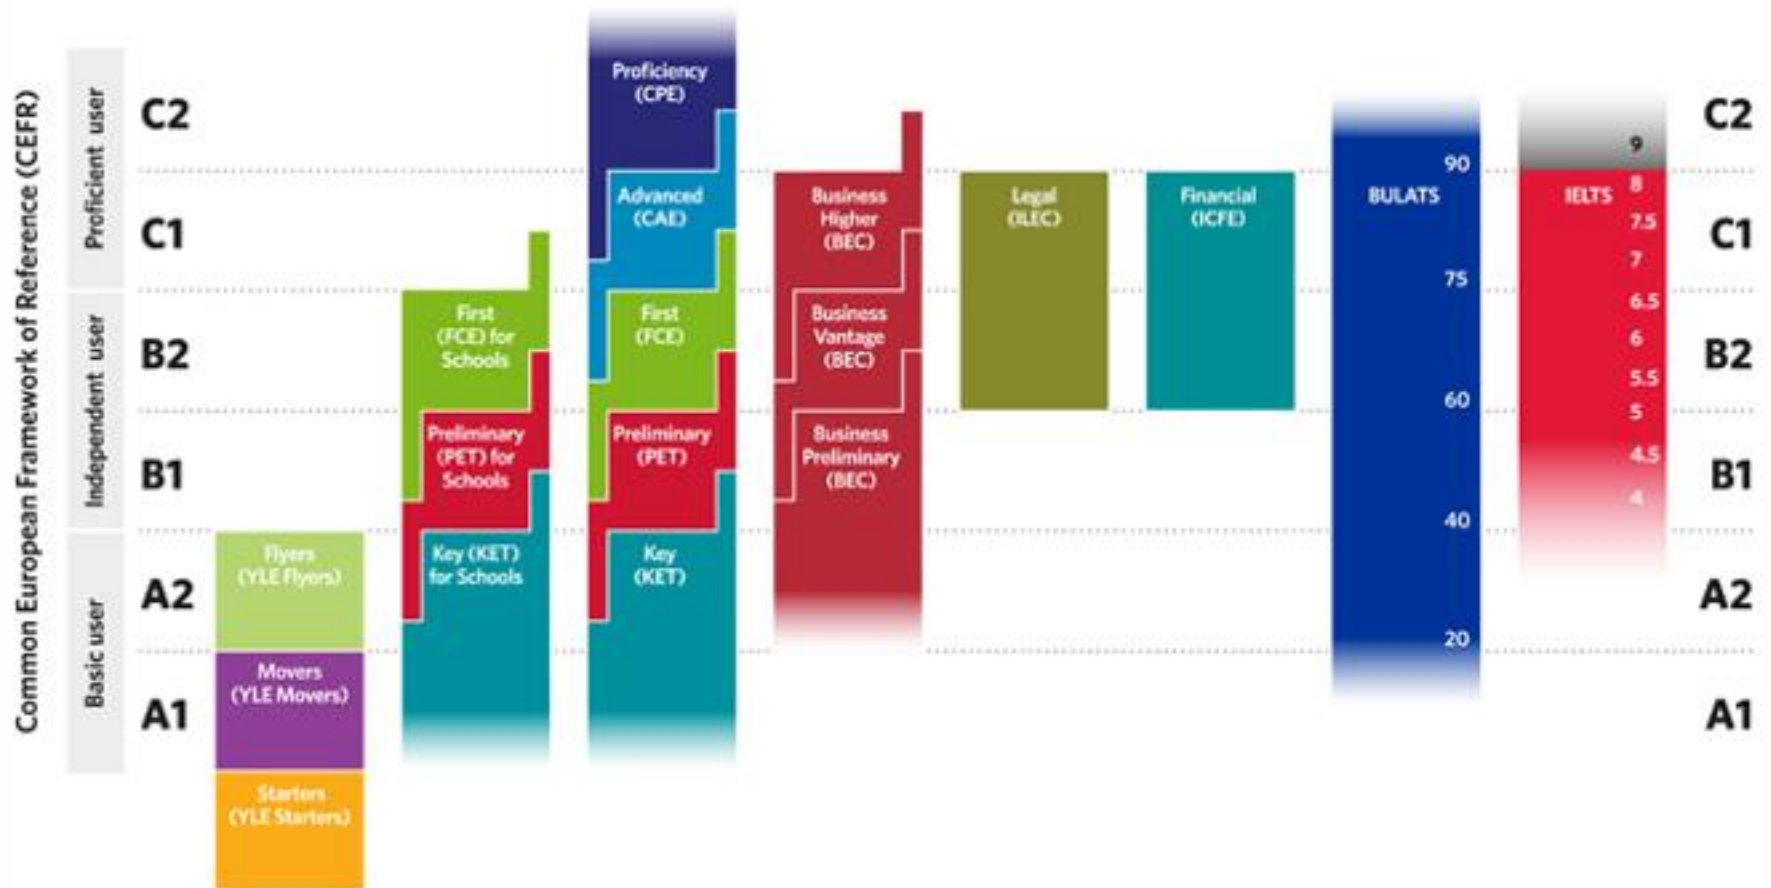 Common European Framework of Reference (CEFR)
Proficient user
Independent user
Basic user
C2
C1
B2
B1
A2
A1
Flyers
(YLE Flyers)
Movers
(YLE Movers)
Starters
(YLE Starters)
First
(FCE) for
Schools
Preliminary
(PET) for
Schools
Key (KET)
for Schools
Proficiency
(CPE)
Advanced
(CAE)
First
(FCE)
Preliminary
(PET)
Key
(KET)
Business
Higher
(BEC)
Business
Vantage
(BEC)
Business
Preliminary
(BEC)
Legal
(ILEC)
Financial
(ICFE)
BULATS
90
75
60
40
20
IELTS
9
8
7.5
7
6.5
6
5.5
5
4.5
4
C2
C1
B2
B1
A2
A1